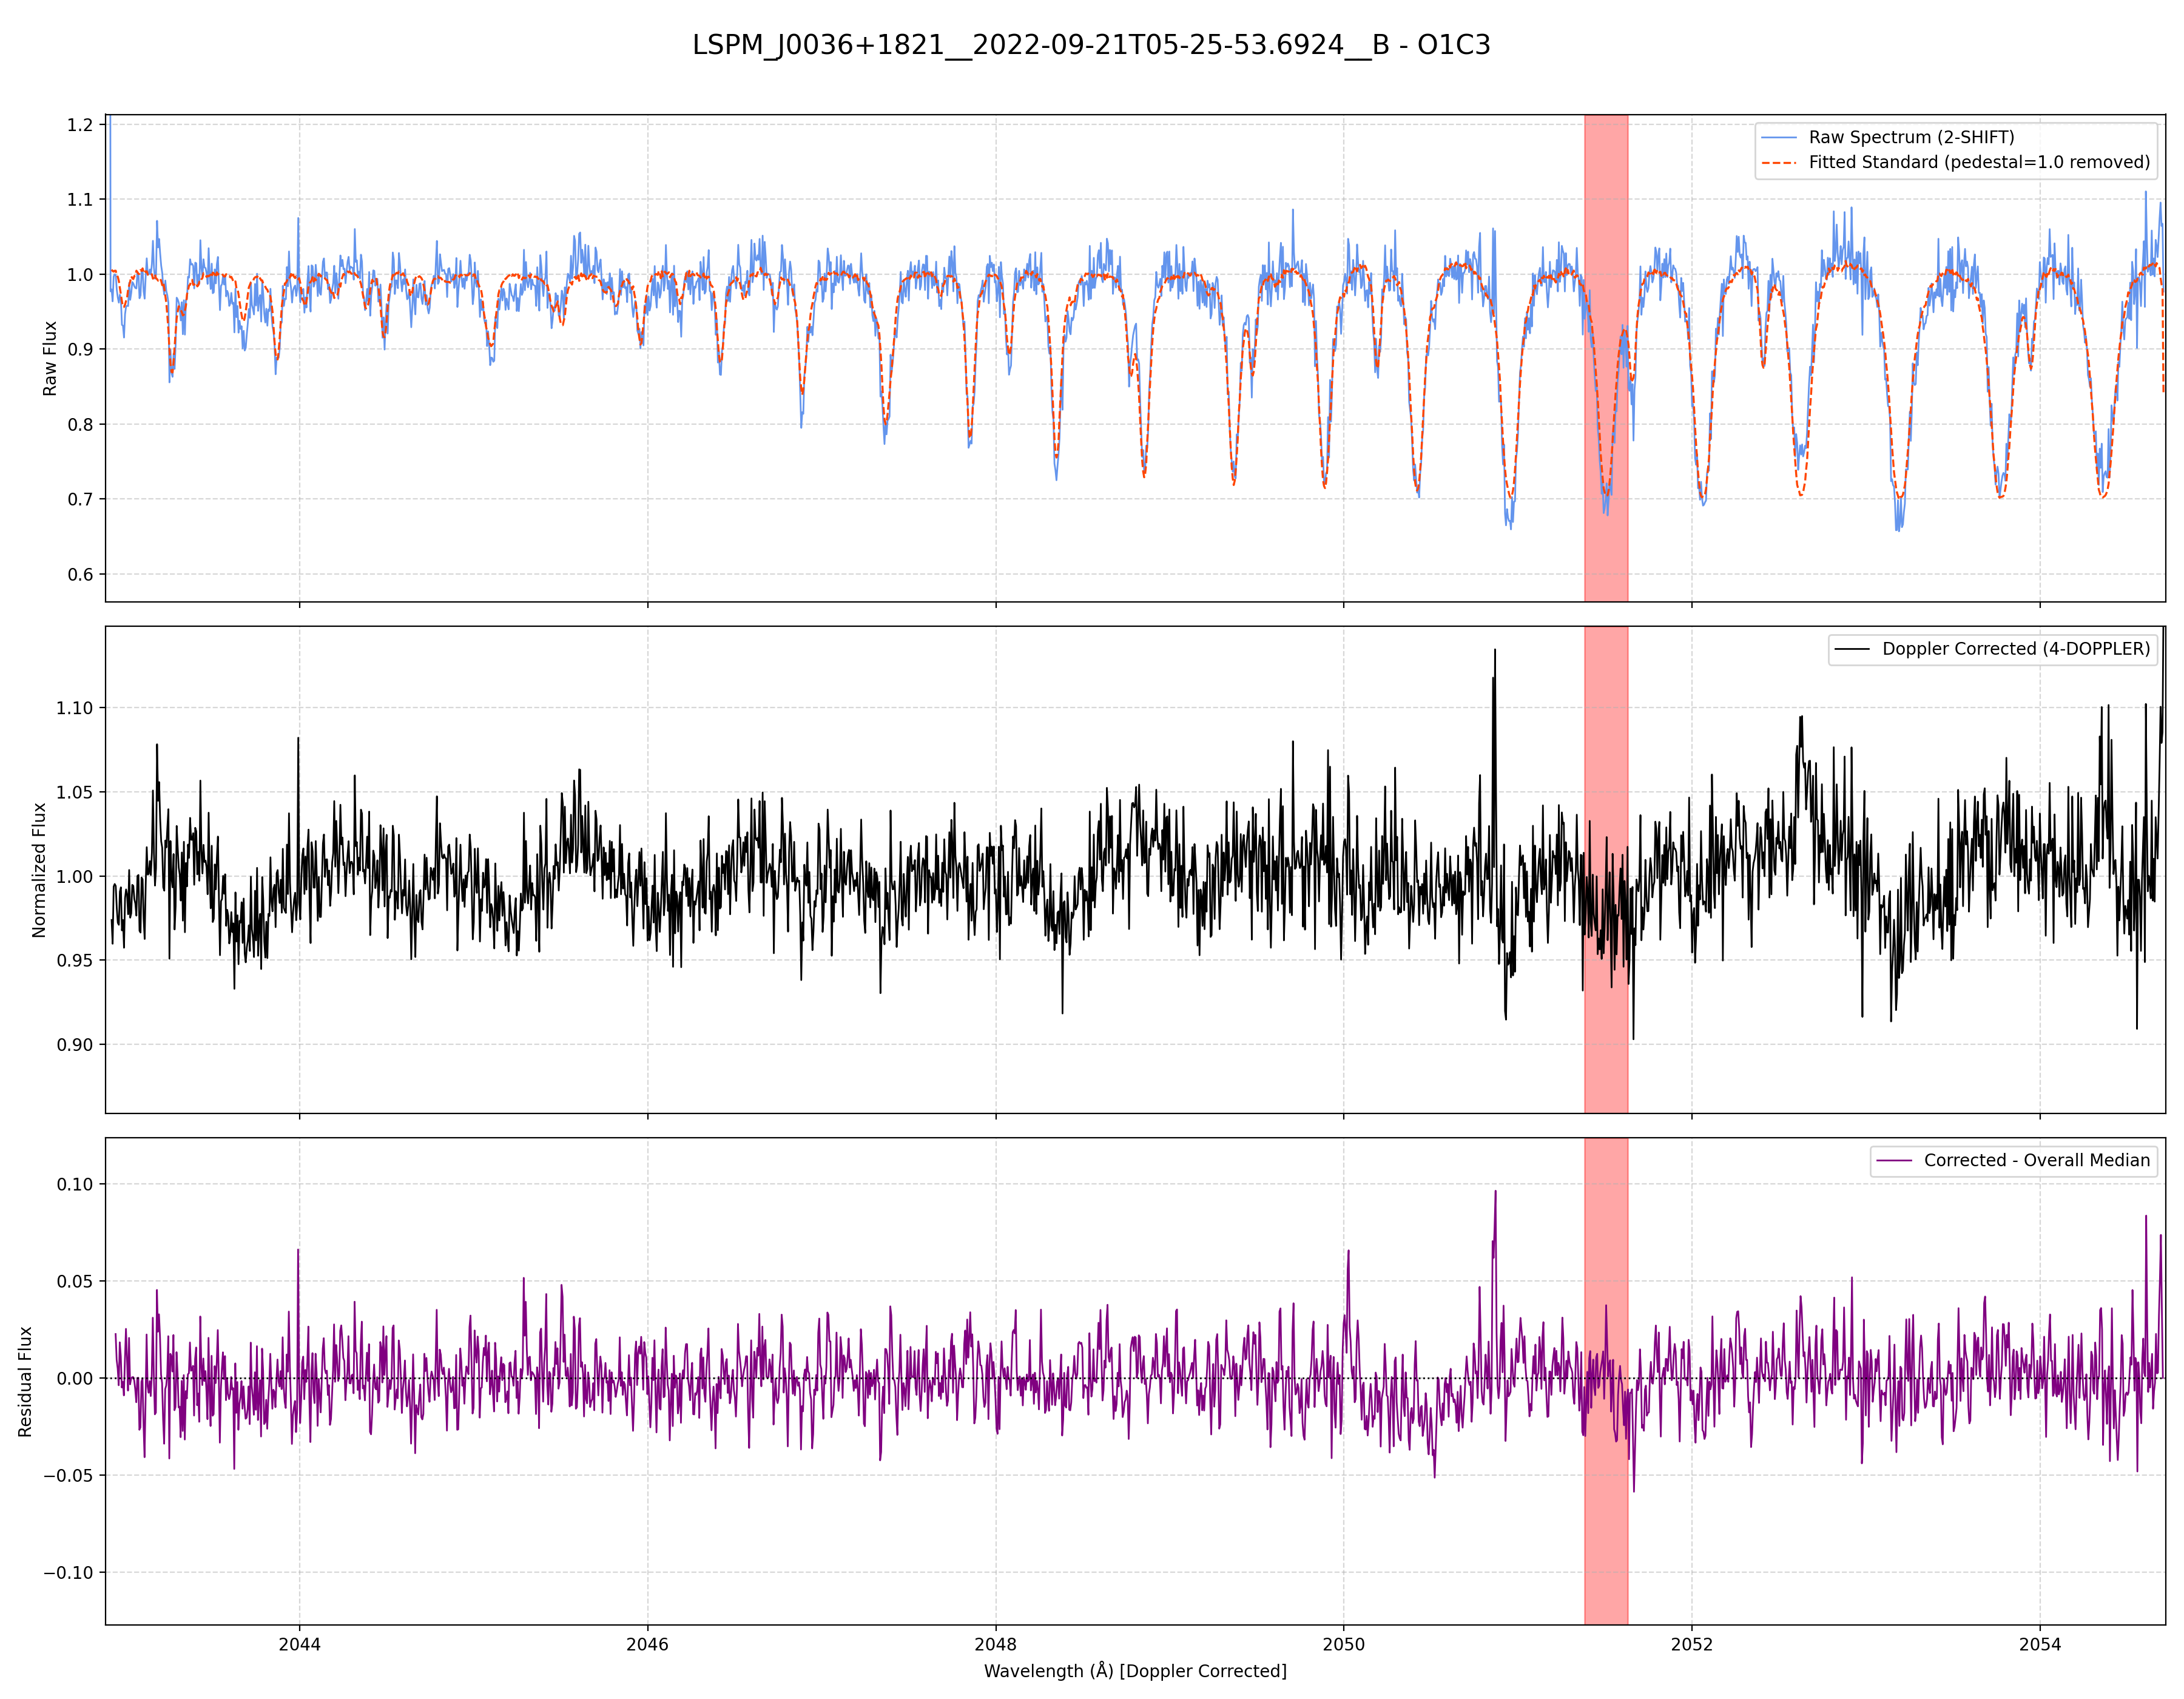 LSPM_J0036+1821__2022-09-21T05-25-53.6924__B - O1C3
1.2
1.1
1.0
0.9
0.8
0.7
0.6
Raw Flux
Raw Spectrum (2-SHIFT)
Fitted Standard (pedestal=1.0 removed)
1.10
1.05
1.00
0.95
0.90
Normalized Flux
Doppler Corrected (4-DOPPLER)
0.10
0.05
0.00
−0.05
−0.10
Residual Flux
Corrected - Overall Median
2044 2046 2048 2050 2052 2054
Wavelength (Å) [Doppler Corrected]